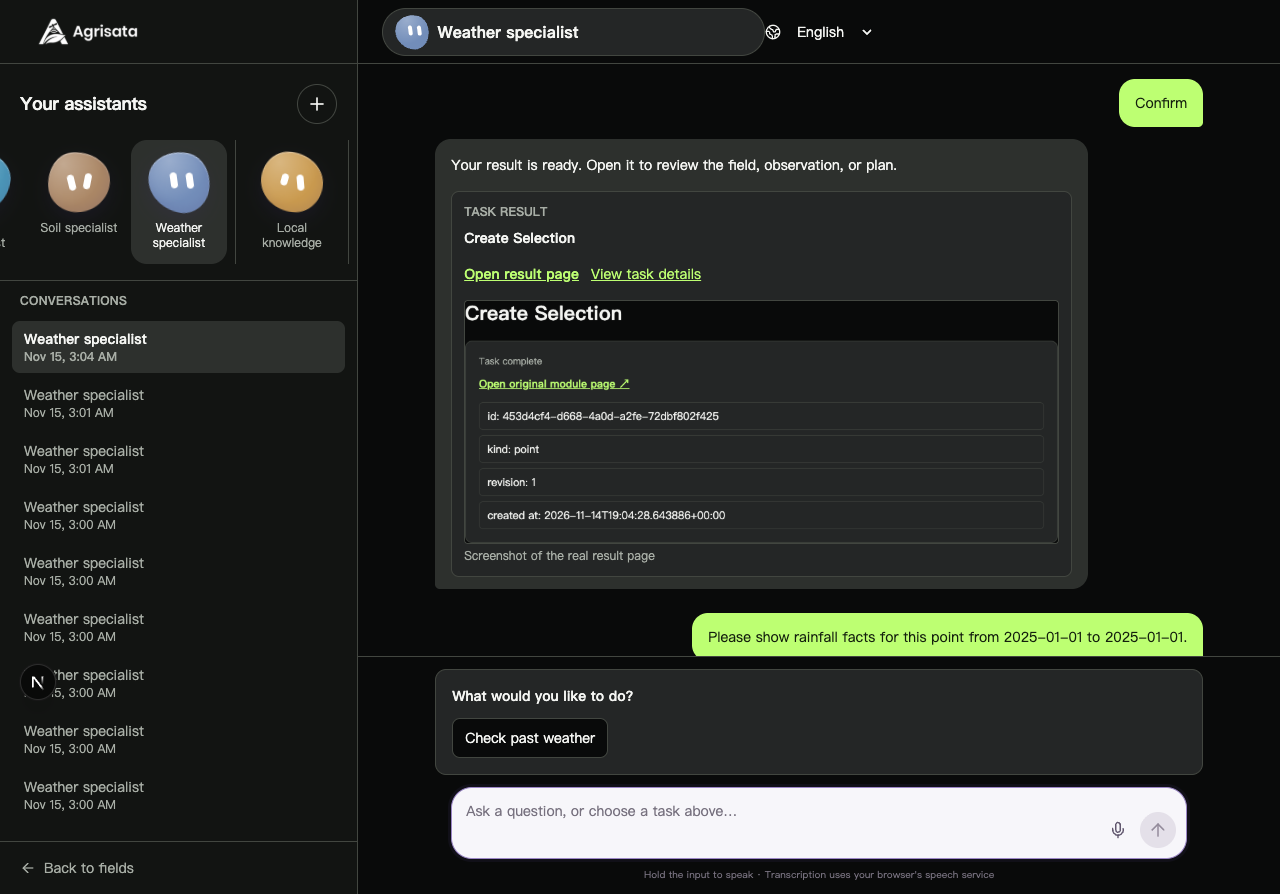 Agrisata
Weather specialist
English
Your assistants
Soil specialist
Weather
specialist
Local
knowledge
CONVERSATIONS
Weather specialist
Nov 15, 3:04 AM
Weather specialist
Nov 15, 3:01 AM
Weather specialist
Nov 15, 3:01 AM
Weather specialist
Nov 15, 3:00 AM
Weather specialist
Nov 15, 3:00 AM
Weather specialist
Nov 15, 3:00 AM
N
ther specialist
15, 3:00 AM
Weather specialist
Nov 15, 3:00 AM
Weather specialist
Nov 15, 3:00 AM
Back to fields
Confirm
Your result is ready. Open it to review the field, observation, or plan.
TASK RESULT
Create Selection
Open result page View task details
Create Selection
Task complete
Open original module page ↗
id: 453d4cf4-d668-4a0d-a2fe-72dbf802f425
kind: point
revision: 1
created at: 2026-11-14T19:04:28.643886+00:00
Screenshot of the real result page
Please show rainfall facts for this point from 2025-01-01 to 2025-01-01.
What would you like to do?
Check past weather
Ask a question, or choose a task above...
Hold the input to speak · Transcription uses your browser's speech service